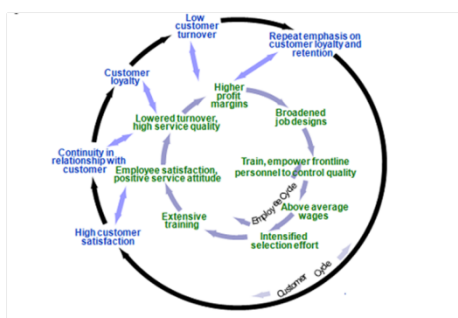 Low
customer
turnover
Repeat emphasis on
customer loyalty and
retention
Customer
loyalty
Higher
profit
margins
Lowered turnover,
high service quality
Broadened
job designs
Continuity in
relationship with
customer
Employee satisfaction,
positive service attitude
Train, empower frontline
personnel to control quality
Employee Cycle
Above average
wages
Extensive
training
High customer
satisfaction
Intensified
selection effort
Customer Cycle